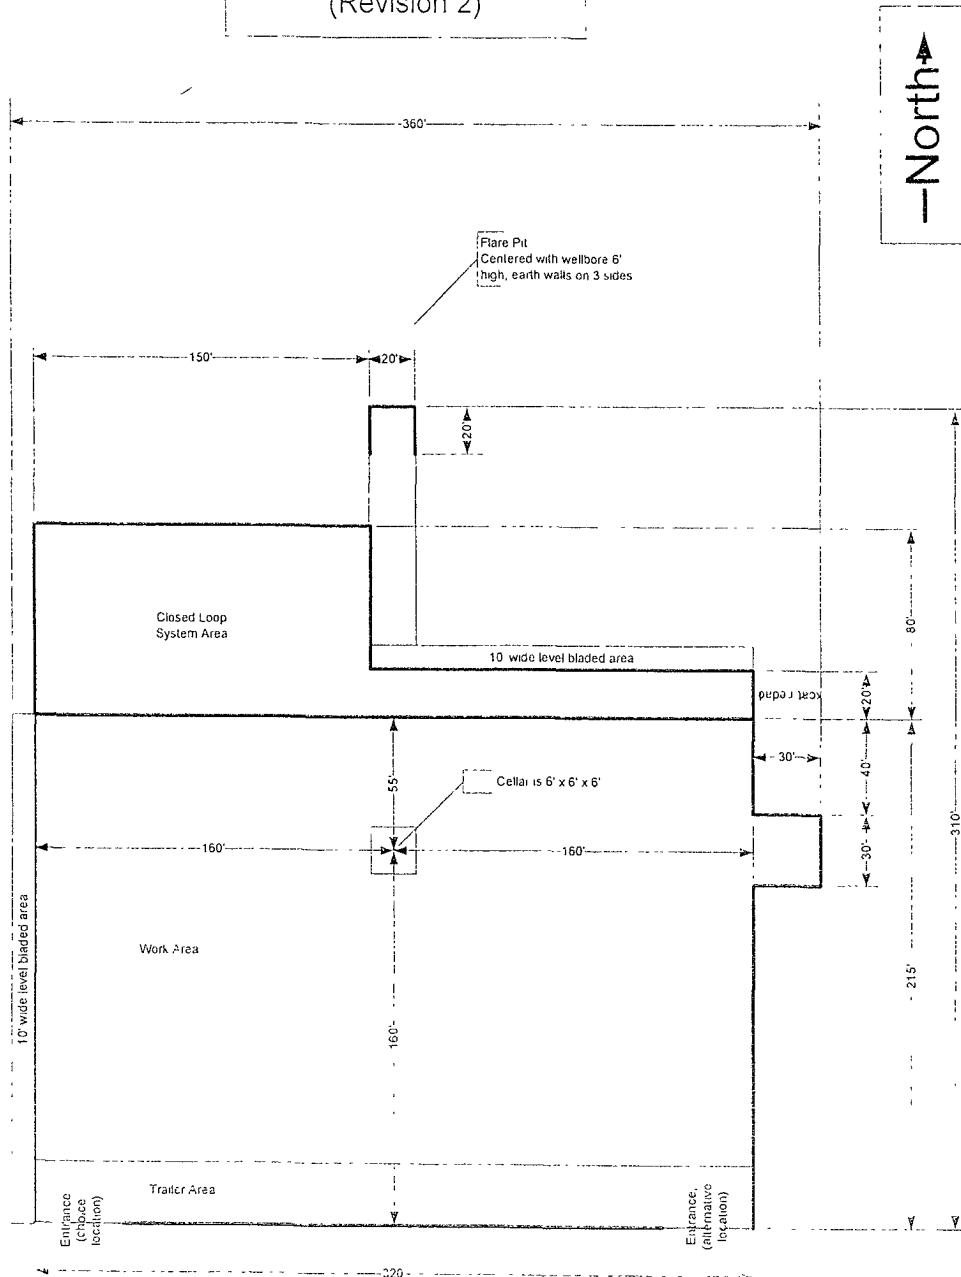 (Revision 2)
North
360'
Flare Pit
Centered with wellbore 6'
high, earth walls on 3 sides
150'
20'
20'
Closed Loop
System Area
80'
10 wide level bladed area
20'
30'
40'
55'
Cellar is 6' x 6' x 6'
310'
160'
160'
30'
10' wide level bladed area
Work Area
215'
160'
Trailer Area
Entrance
(choice
location)
Entrance,
(alternative
location)
320